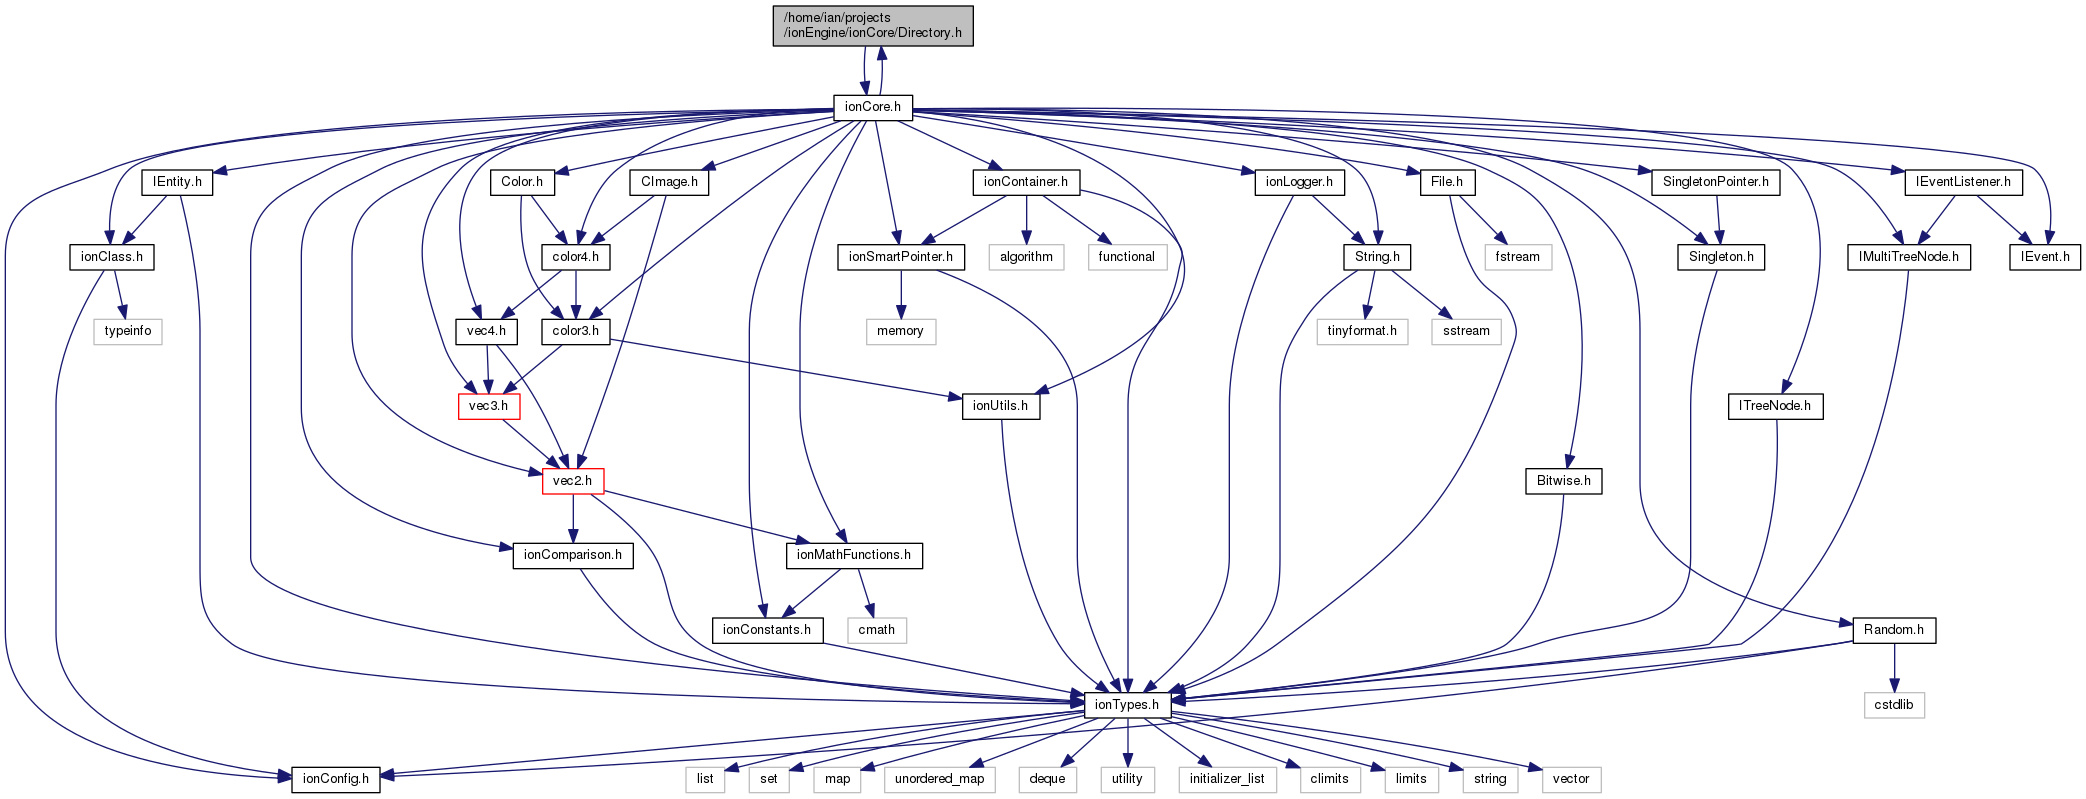 /home/ian/projects
/ionEngine/ionCore/Directory.h
ionCore.h
IEntity.h
Color.h
CImage.h
ionContainer.h
ionLogger.h
File.h
SingletonPointer.h
IEventListener.h
ionClass.h
color4.h
ionSmartPointer.h
algorithm
functional
String.h
fstream
Singleton.h
IMultiTreeNode.h
IEvent.h
typeinfo
vec4.h
color3.h
memory
tinyformat.h
sstream
vec3.h
ionUtils.h
ITreeNode.h
vec2.h
Bitwise.h
ionComparison.h
ionMathFunctions.h
ionConstants.h
cmath
Random.h
ionTypes.h
cstdlib
ionConfig.h
list
set
map
unordered_map
deque
utility
initializer_list
climits
limits
string
vector